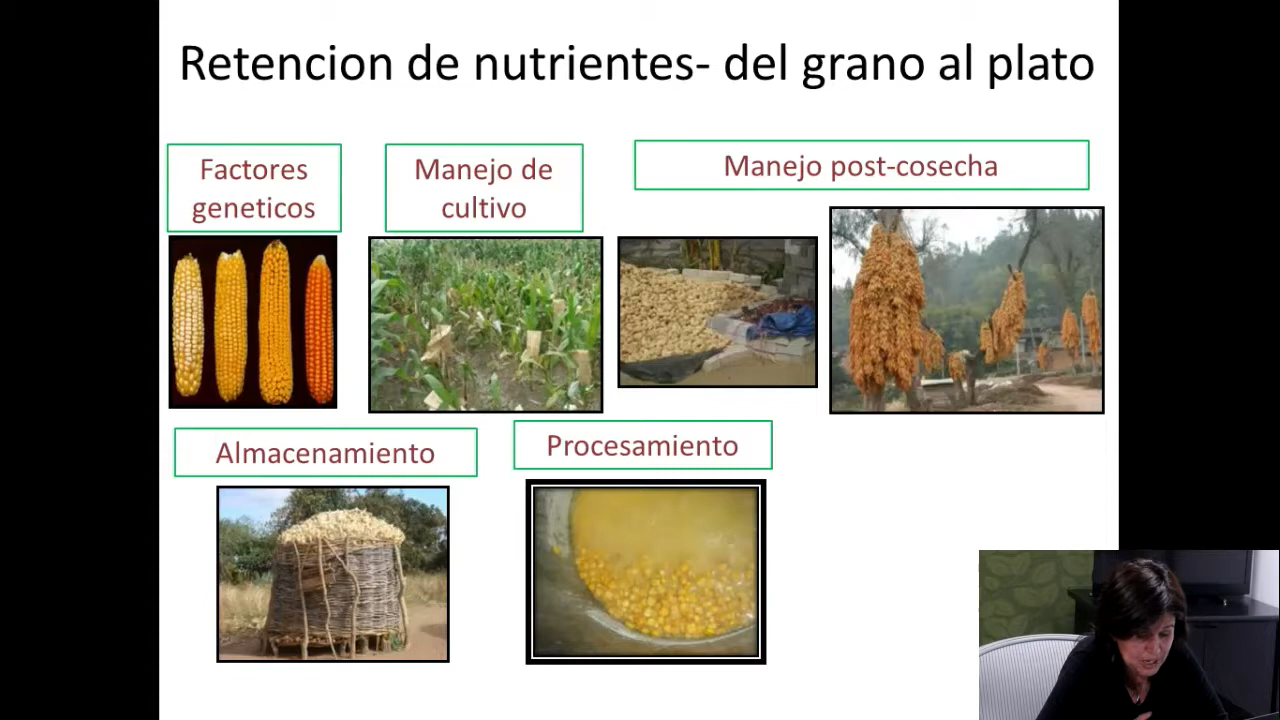 Retencion de nutrientes- del grano al plato
Factores
geneticos
Manejo de
cultivo
Manejo post-cosecha
Almacenamiento
Procesamiento